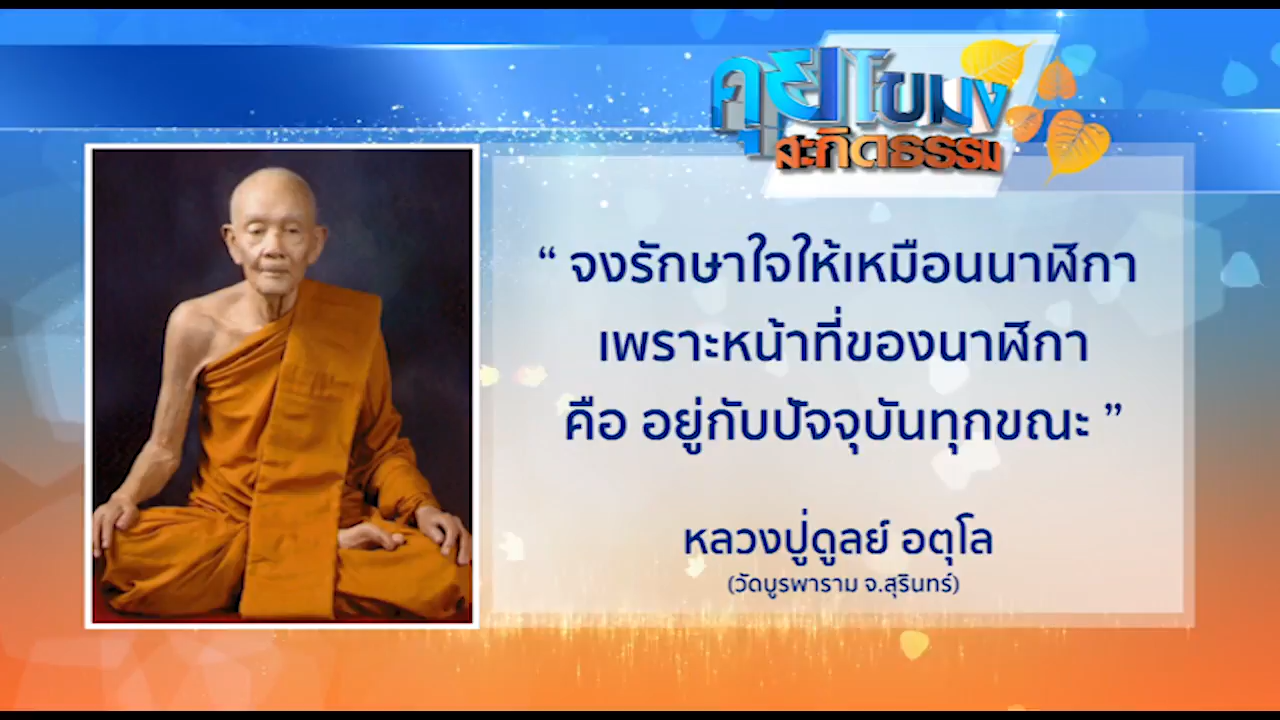 คุยโขมง
สะกิดธรรม
“ จงรักษาใจให้เหมือนนาฬิกา
เพราะหน้าที่ของนาฬิกา
คือ อยู่กับปัจจุบันทุกขณะ ”
หลวงปู่ดูลย์ อตุโล
(วัดบูรพาราม จ.สุรินทร์)